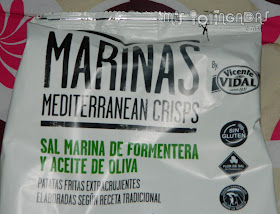 MARINAS
MEDITERRANEAN CRISPS
By
Vicente
VIDAL
SAL MARINA DE FORMENTERA
Y ACEITE DE OLIVA
PATATAS FRITAS EXTRACRUJIENTES
ELABORADAS SEGÚN RECETA TRADICIONAL
SIN
GLUTEN